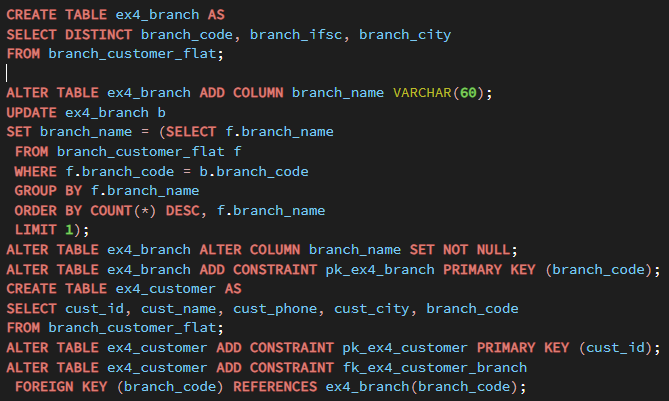 CREATE TABLE ex4_branch AS
SELECT DISTINCT branch_code, branch_ifsc, branch_city
FROM branch_customer_flat;
ALTER TABLE ex4_branch ADD COLUMN branch_name VARCHAR(60);
UPDATE ex4_branch b
SET branch_name = (SELECT f.branch_name
FROM branch_customer_flat f
WHERE f.branch_code = b.branch_code
GROUP BY f.branch_name
ORDER BY COUNT(*) DESC, f.branch_name
LIMIT 1);
ALTER TABLE ex4_branch ALTER COLUMN branch_name SET NOT NULL;
ALTER TABLE ex4_branch ADD CONSTRAINT pk_ex4_branch PRIMARY KEY (branch_code);
CREATE TABLE ex4_customer AS
SELECT cust_id, cust_name, cust_phone, cust_city, branch_code
FROM branch_customer_flat;
ALTER TABLE ex4_customer ADD CONSTRAINT pk_ex4_customer PRIMARY KEY (cust_id);
ALTER TABLE ex4_customer ADD CONSTRAINT fk_ex4_customer_branch
FOREIGN KEY (branch_code) REFERENCES ex4_branch(branch_code);